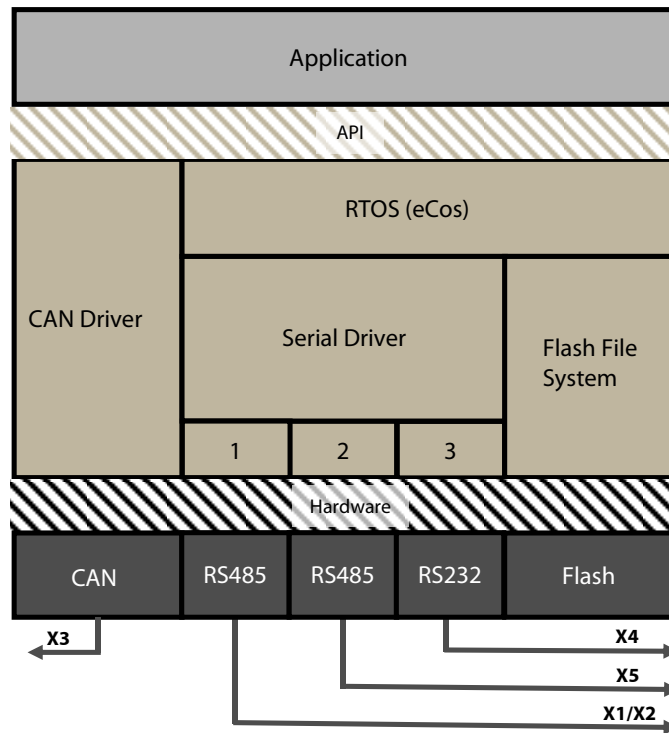 Application
API
RTOS (eCos)
CAN Driver
Serial Driver
Flash File
System
1
2
3
Hardware
CAN
RS485
RS485
RS232
Flash
X3
X4
X5
X1/X2